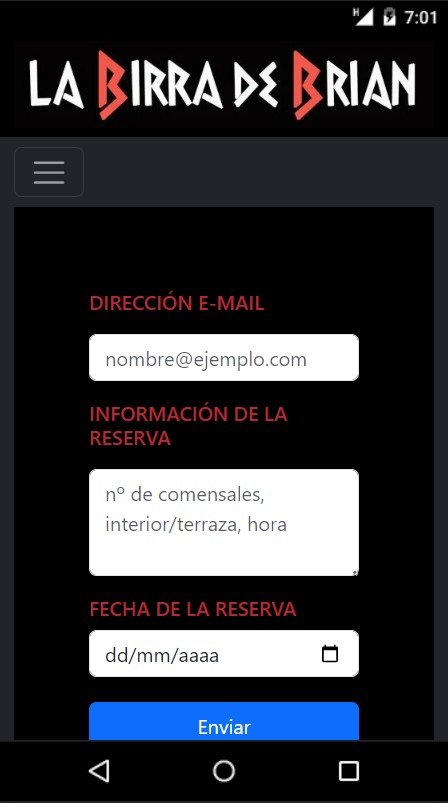 H 7:01
LA BIRRA DE BRIAN
DIRECCIÓN E-MAIL
nombre@ejemplo.com
INFORMACIÓN DE LA
RESERVA
nº de comensales,
interior/terraza, hora
FECHA DE LA RESERVA
dd/mm/aaaa
Enviar